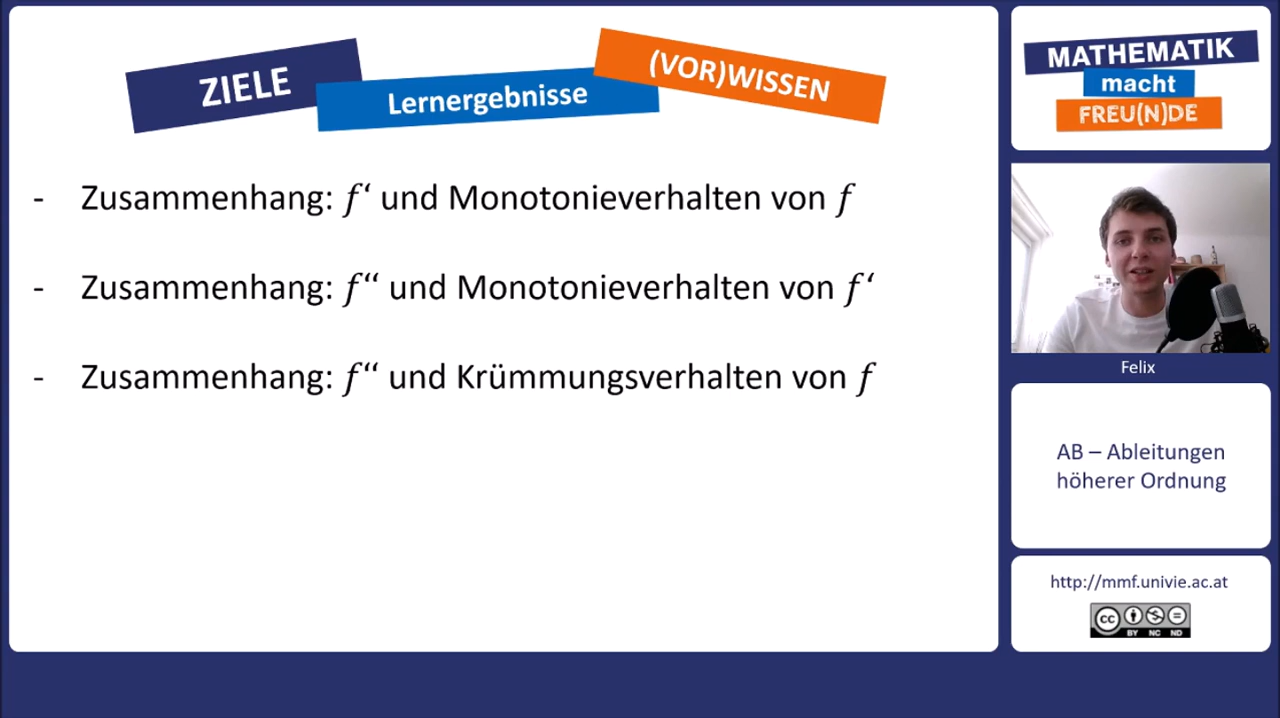 ZIELE
Lernergebnisse
(VOR)WISSEN
- Zusammenhang: f‘ und Monotonieverhalten von f
- Zusammenhang: f“ und Monotonieverhalten von f‘
- Zusammenhang: f“ und Krümmungsverhalten von f
MATHEMATIK
macht
FREU(N)DE
Felix
AB – Ableitungen
höherer Ordnung
http://mmf.univie.ac.at
cc
BY NC ND